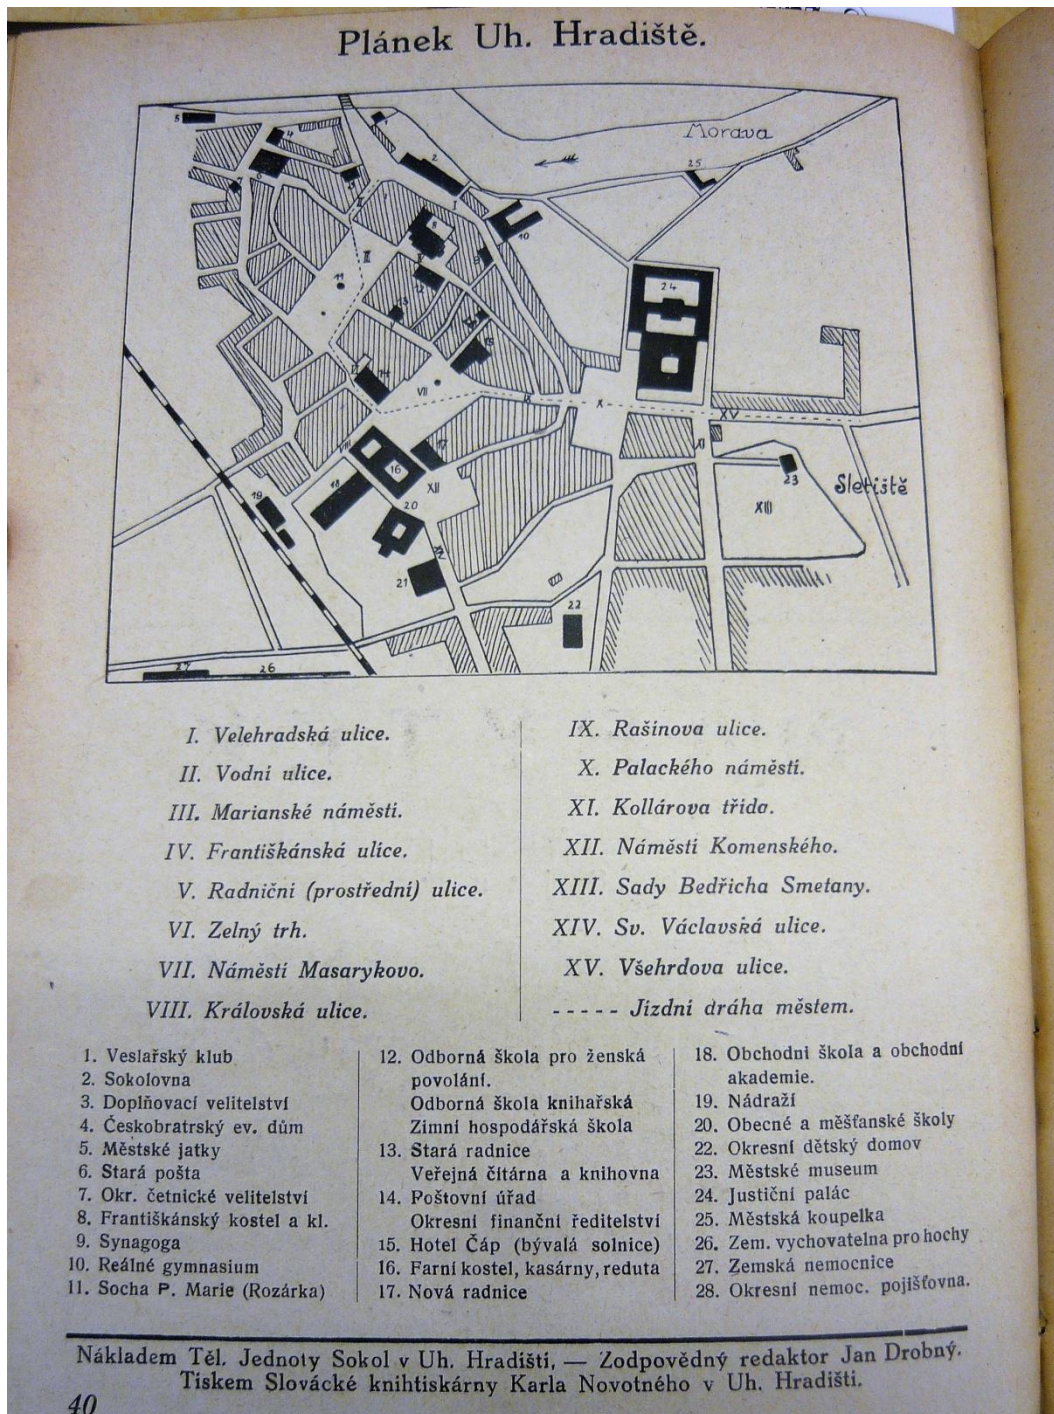 Plánek Uh. Hradiště.
Morava
Sletiště
I. Velehradská ulice.
II. Vodni ulice.
III. Marianské náměstí.
IV. Františkánská ulice.
V. Radniční (prostřední) ulice.
VI. Zelný trh.
VII. Náměstí Masarykovo.
VIII. Královská ulice.
IX. Rašínova ulice.
X. Palackého náměstí.
XI. Kollárova třída.
XII. Náměstí Komenského.
XIII. Sady Bedřicha Smetany.
XIV. Sv. Václavská ulice.
XV. Všehrdova ulice.
----- Jízdní dráha městem.
1. Veslařský klub
2. Sokolovna
3. Doplňovací velitelství
4. Českobratrský ev. dům
5. Městské jatky
6. Stará pošta
7. Okr. četnické velitelství
8. Františkánský kostel a kl.
9. Synagoga
10. Reálné gymnasium
11. Socha P. Marie (Rozárka)
12. Odborná škola pro ženská
povolání.
Odborná škola knihařská
Zimní hospodářská škola
13. Stará radnice
Veřejná čítárna a knihovna
14. Poštovní úřad
Okresní finanční ředitelství
15. Hotel Čáp (bývalá solnice)
16. Farní kostel, kasárny, reduta
17. Nová radnice
18. Obchodni škola a obchodní
akademie.
19. Nádraží
20. Obecné a měšťanské školy
22. Okresní dětský domov
23. Městské museum
24. Justiční palác
25. Městská koupelka
26. Zem. vychovatelna pro hochy
27. Zemská nemocnice
28. Okresní nemoc. pojišťovna.
Nákladem Těl. Jednoty Sokol v Uh. Hradišti, — Zodpovědný redaktor Jan Drobný.
Tiskem Slovácké knihtiskárny Karla Novotného v Uh. Hradišti.
40